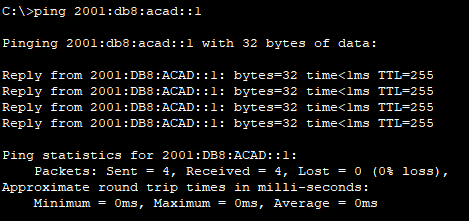 C:\>ping 2001:db8:acad::1
Pinging 2001:db8:acad::1 with 32 bytes of data:
Reply from 2001:DB8:ACAD::1: bytes=32 time<1ms TTL=255
Reply from 2001:DB8:ACAD::1: bytes=32 time<1ms TTL=255
Reply from 2001:DB8:ACAD::1: bytes=32 time<1ms TTL=255
Reply from 2001:DB8:ACAD::1: bytes=32 time<1ms TTL=255
Ping statistics for 2001:DB8:ACAD::1:
Packets: Sent = 4, Received = 4, Lost = 0 (0% loss),
Approximate round trip times in milli-seconds:
Minimum = 0ms, Maximum = 0ms, Average = 0ms